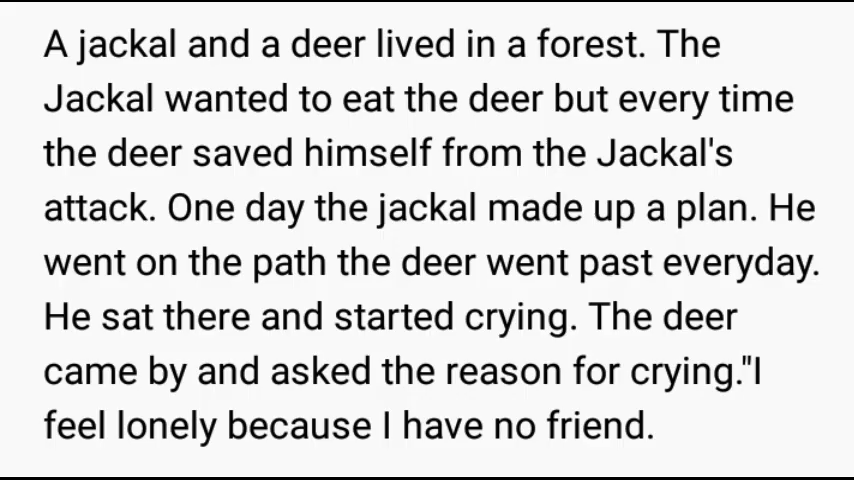 A jackal and a deer lived in a forest. The
Jackal wanted to eat the deer but every time
the deer saved himself from the Jackal's
attack. One day the jackal made up a plan. He
went on the path the deer went past everyday.
He sat there and started crying. The deer
came by and asked the reason for crying."I
feel lonely because I have no friend.